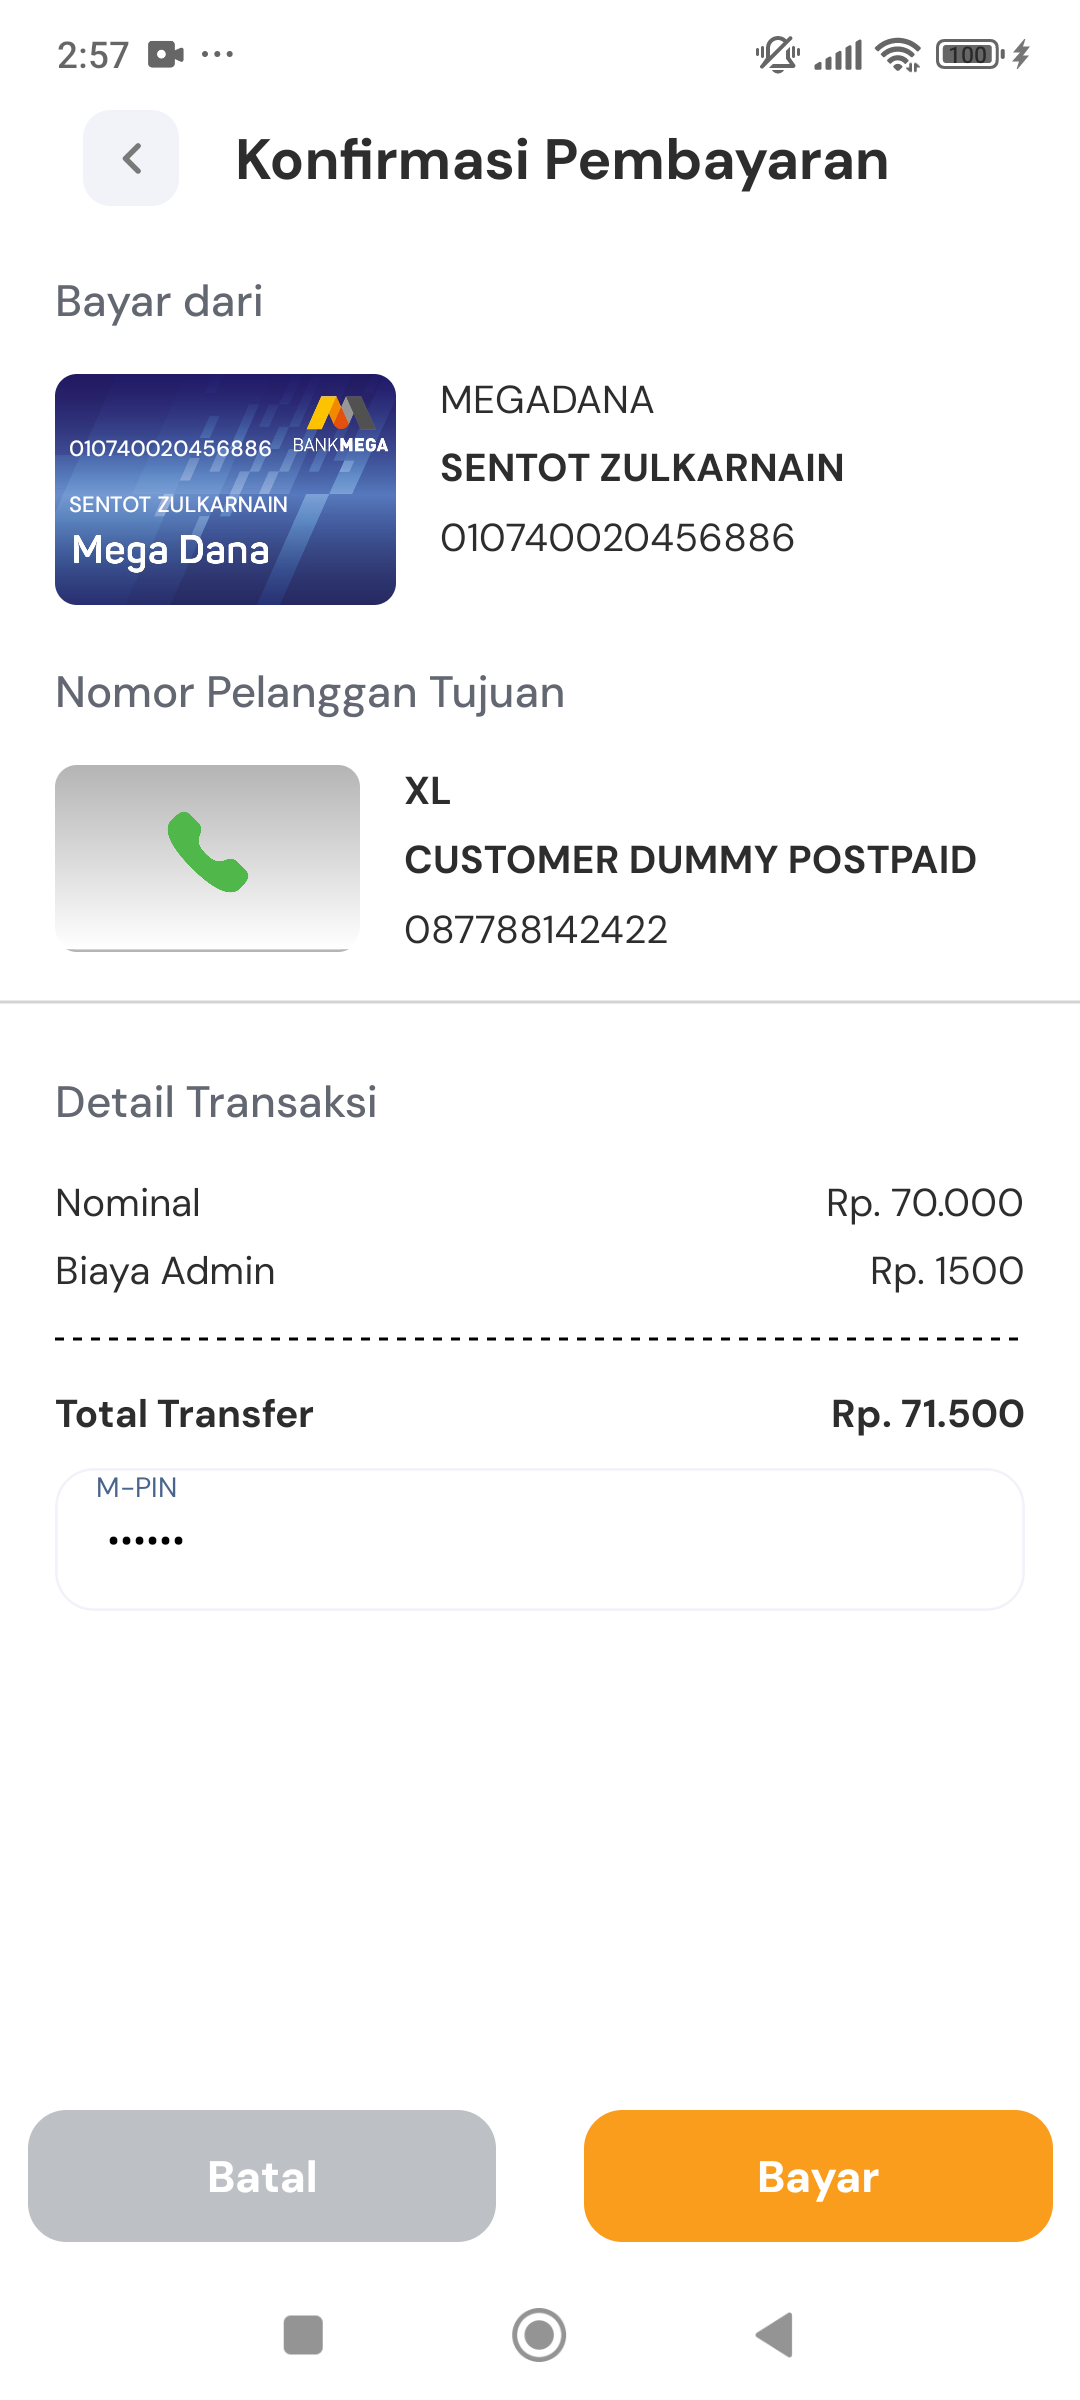 2:57
100
Konfirmasi Pembayaran
Bayar dari
010740020456886
BANKMEGA
SENTOT ZULKARNAIN
Mega Dana
MEGADANA
SENTOT ZULKARNAIN
010740020456886
Nomor Pelanggan Tujuan
XL
CUSTOMER DUMMY POSTPAID
087788142422
Detail Transaksi
Nominal Rp. 70.000
Biaya Admin Rp. 1500
Total Transfer Rp. 71.500
M-PIN
••••••
Batal Bayar